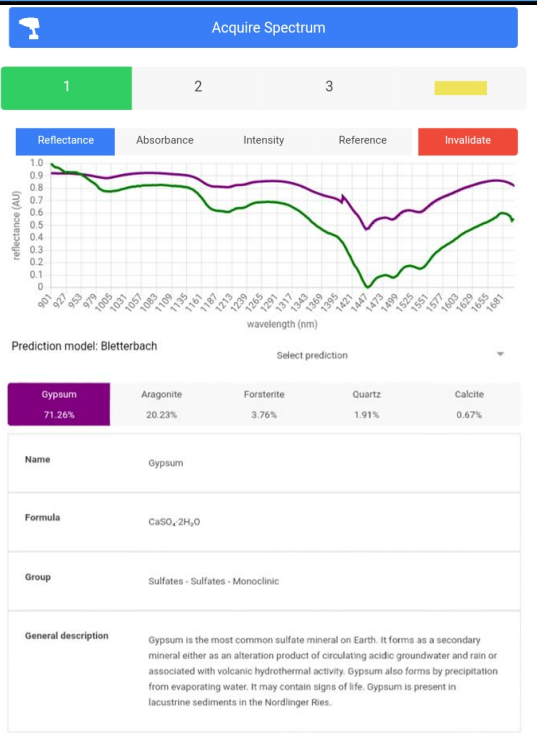 Acquire Spectrum
1 2 3
Reflectance Absorbance Intensity Reference Invalidate
1.0
0.9
0.8
0.7
0.6
0.5
0.4
0.3
0.2
0.1
0
reflectance (AU)
901 927 953 979 1005 1031 1057 1083 1109 1135 1161 1187 1213 1239 1265 1291 1317 1343 1369 1395 1421 1447 1473 1499 1525 1551 1577 1603 1629 1655 1681
wavelength (nm)
Prediction model: Bletterbach
Select prediction
Gypsum Aragonite Forsterite Quartz Calcite
71.26% 20.23% 3.76% 1.91% 0.67%
Name Gypsum
Formula CaSO₄·2H₂O
Group Sulfates - Sulfates - Monoclinic
General description Gypsum is the most common sulfate mineral on Earth. It forms as a secondary
mineral either as an alteration product of circulating acidic groundwater and rain or
associated with volcanic hydrothermal activity. Gypsum also forms by precipitation
from evaporating water. It may contain signs of life. Gypsum is present in
lacustrine sediments in the Nordlinger Ries.